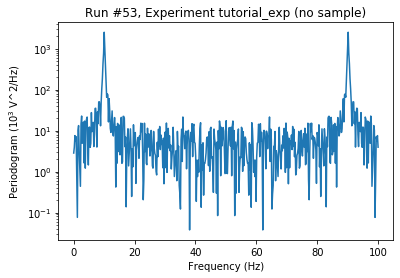 Run #53, Experiment tutorial_exp (no sample)
Periodogram (10³ V^2/Hz)
10³
10²
10¹
10⁰
10⁻¹
0 20 40 60 80 100
Frequency (Hz)